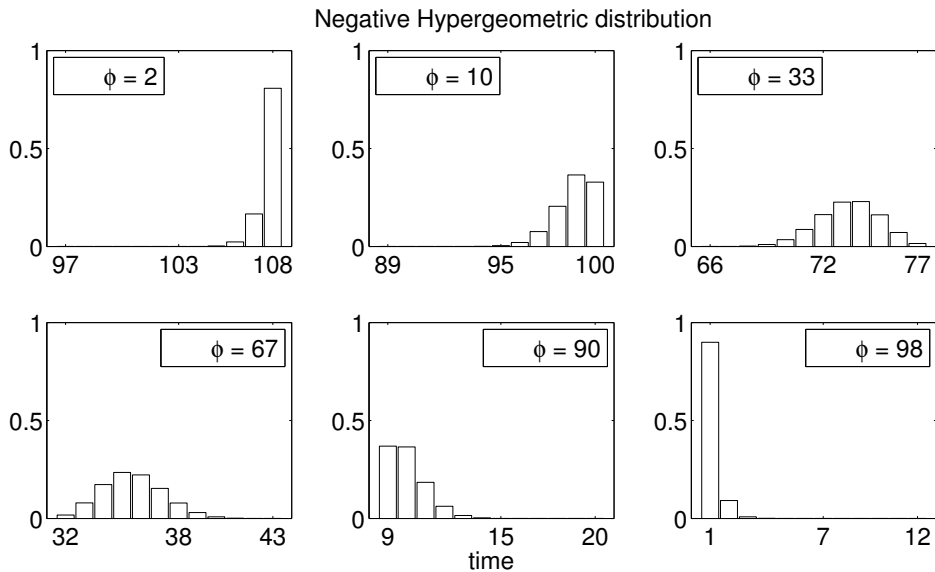 Negative Hypergeometric distribution
1
0.5
0
ϕ = 2
97 103 108
1
0.5
0
ϕ = 10
89 95 100
1
0.5
0
ϕ = 33
66 72 77
1
0.5
0
ϕ = 67
32 38 43
1
0.5
0
ϕ = 90
9 15 20
time
1
0.5
0
ϕ = 98
1 7 12